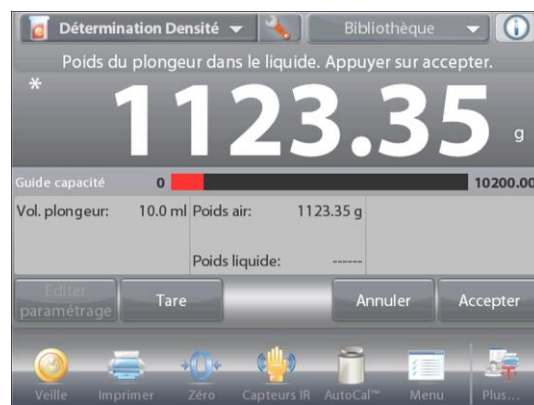 Détermination Densité
Bibliothèque
Poids du plongeur dans le liquide. Appuyer sur accepter.
* 1123.35 g
Guide capacité 0 10200.00
Vol. plongeur: 10.0 ml Poids air: 1123.35 g
Poids liquide: ------
Editer
paramétrage
Tare
Annuler
Accepter
Veille
Imprimer
Zéro
Capteurs IR
AutoCal™
Menu
Plus...